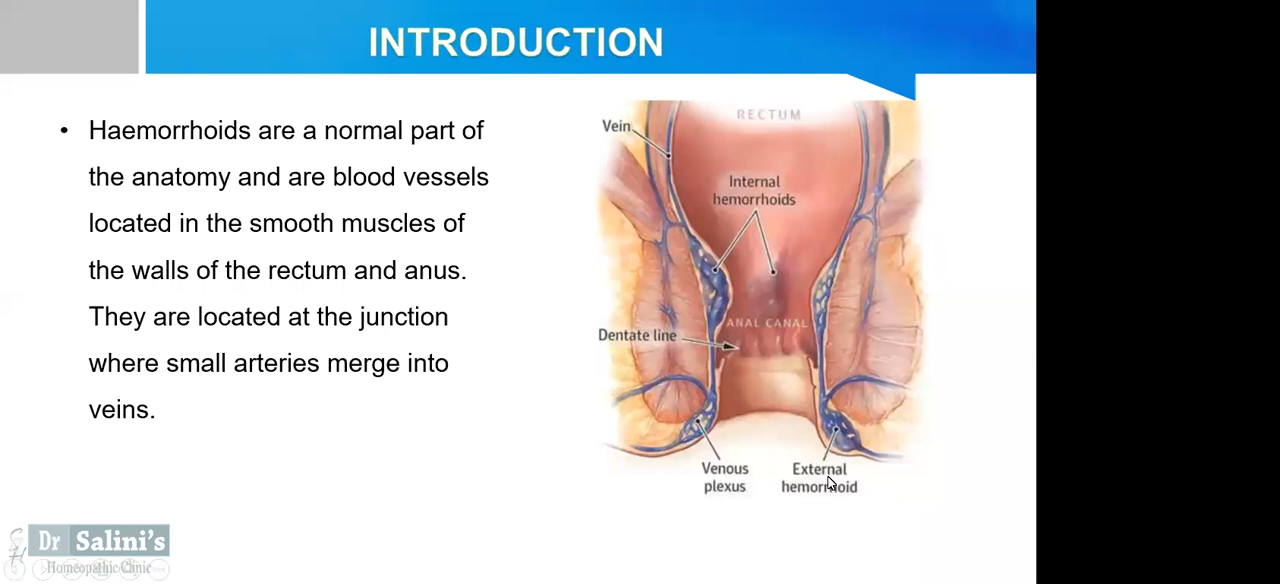 INTRODUCTION
• Haemorrhoids are a normal part of
the anatomy and are blood vessels
located in the smooth muscles of
the walls of the rectum and anus.
They are located at the junction
where small arteries merge into
veins.
RECTUM
Vein
Internal
hemorrhoids
ANAL CANAL
Dentate line
Venous
plexus
External
hemorrhoid
Dr Salini's
Homeopathic Clinic